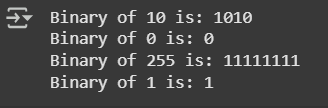 Binary of 10 is: 1010
Binary of 0 is: 0
Binary of 255 is: 11111111
Binary of 1 is: 1